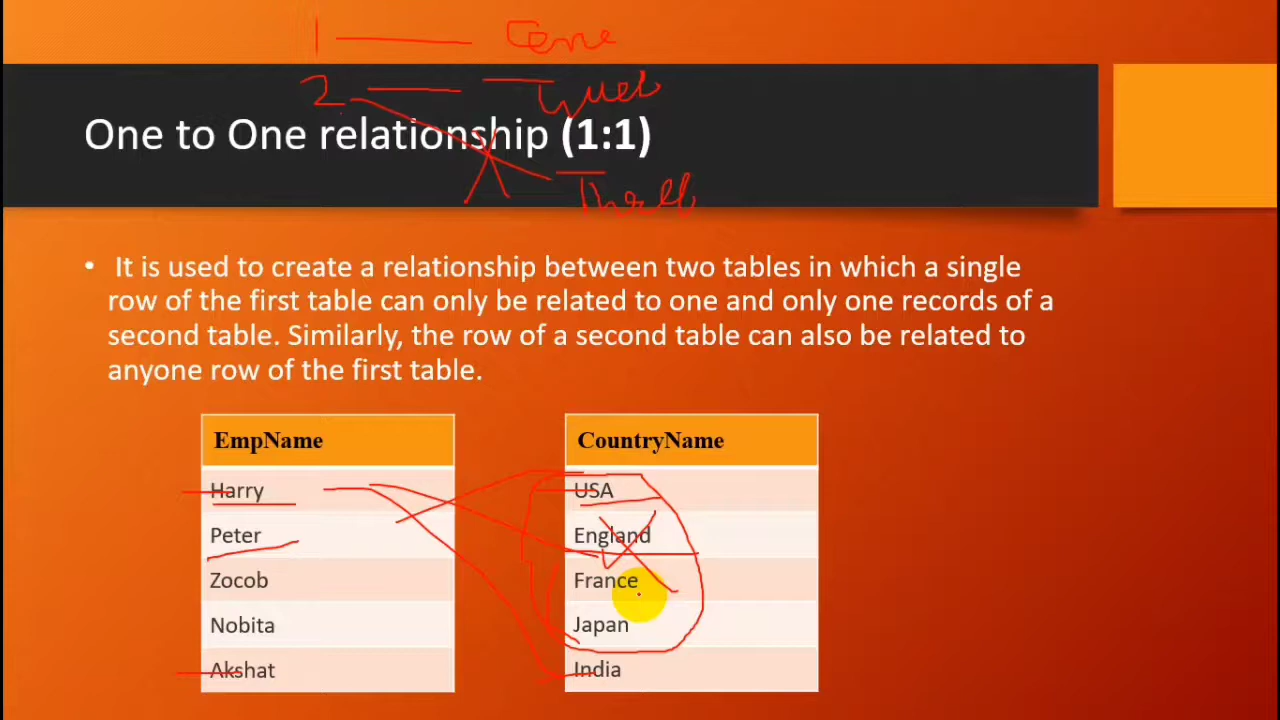 1
2
One to One relationship (1:1)
• It is used to create a relationship between two tables in which a single
row of the first table can only be related to one and only one records of a
second table. Similarly, the row of a second table can also be related to
anyone row of the first table.
EmpName CountryName
Harry USA
Peter England
Zocob France
Nobita Japan
Akshat India